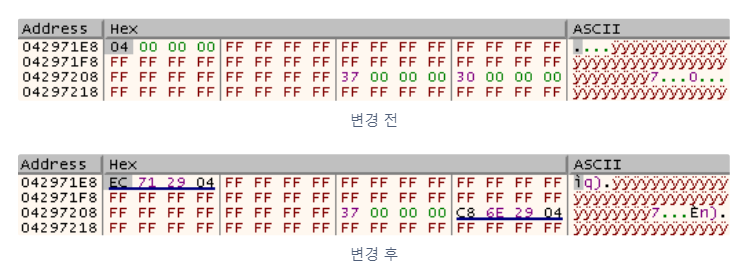 Address Hex ASCII
042971E8 04 00 00 00 FF FF FF FF FF FF FF FF FF FF FF FF ....ÿÿÿÿÿÿÿÿÿÿÿÿ
042971F8 FF FF FF FF FF FF FF FF FF FF FF FF FF FF FF FF ÿÿÿÿÿÿÿÿÿÿÿÿÿÿÿÿ
04297208 FF FF FF FF FF FF FF FF 37 00 00 00 30 00 00 00 ÿÿÿÿÿÿÿÿ7...0...
04297218 FF FF FF FF FF FF FF FF FF FF FF FF FF FF FF FF ÿÿÿÿÿÿÿÿÿÿÿÿÿÿÿÿ
변경 전
Address Hex ASCII
042971E8 EC 71 29 04 FF FF FF FF FF FF FF FF FF FF FF FF ìq).ÿÿÿÿÿÿÿÿÿÿÿÿ
042971F8 FF FF FF FF FF FF FF FF FF FF FF FF FF FF FF FF ÿÿÿÿÿÿÿÿÿÿÿÿÿÿÿÿ
04297208 FF FF FF FF FF FF FF FF 37 00 00 00 C8 6E 29 04 ÿÿÿÿÿÿÿÿ7...Èn).
04297218 FF FF FF FF FF FF FF FF FF FF FF FF FF FF FF FF ÿÿÿÿÿÿÿÿÿÿÿÿÿÿÿÿ
변경 후